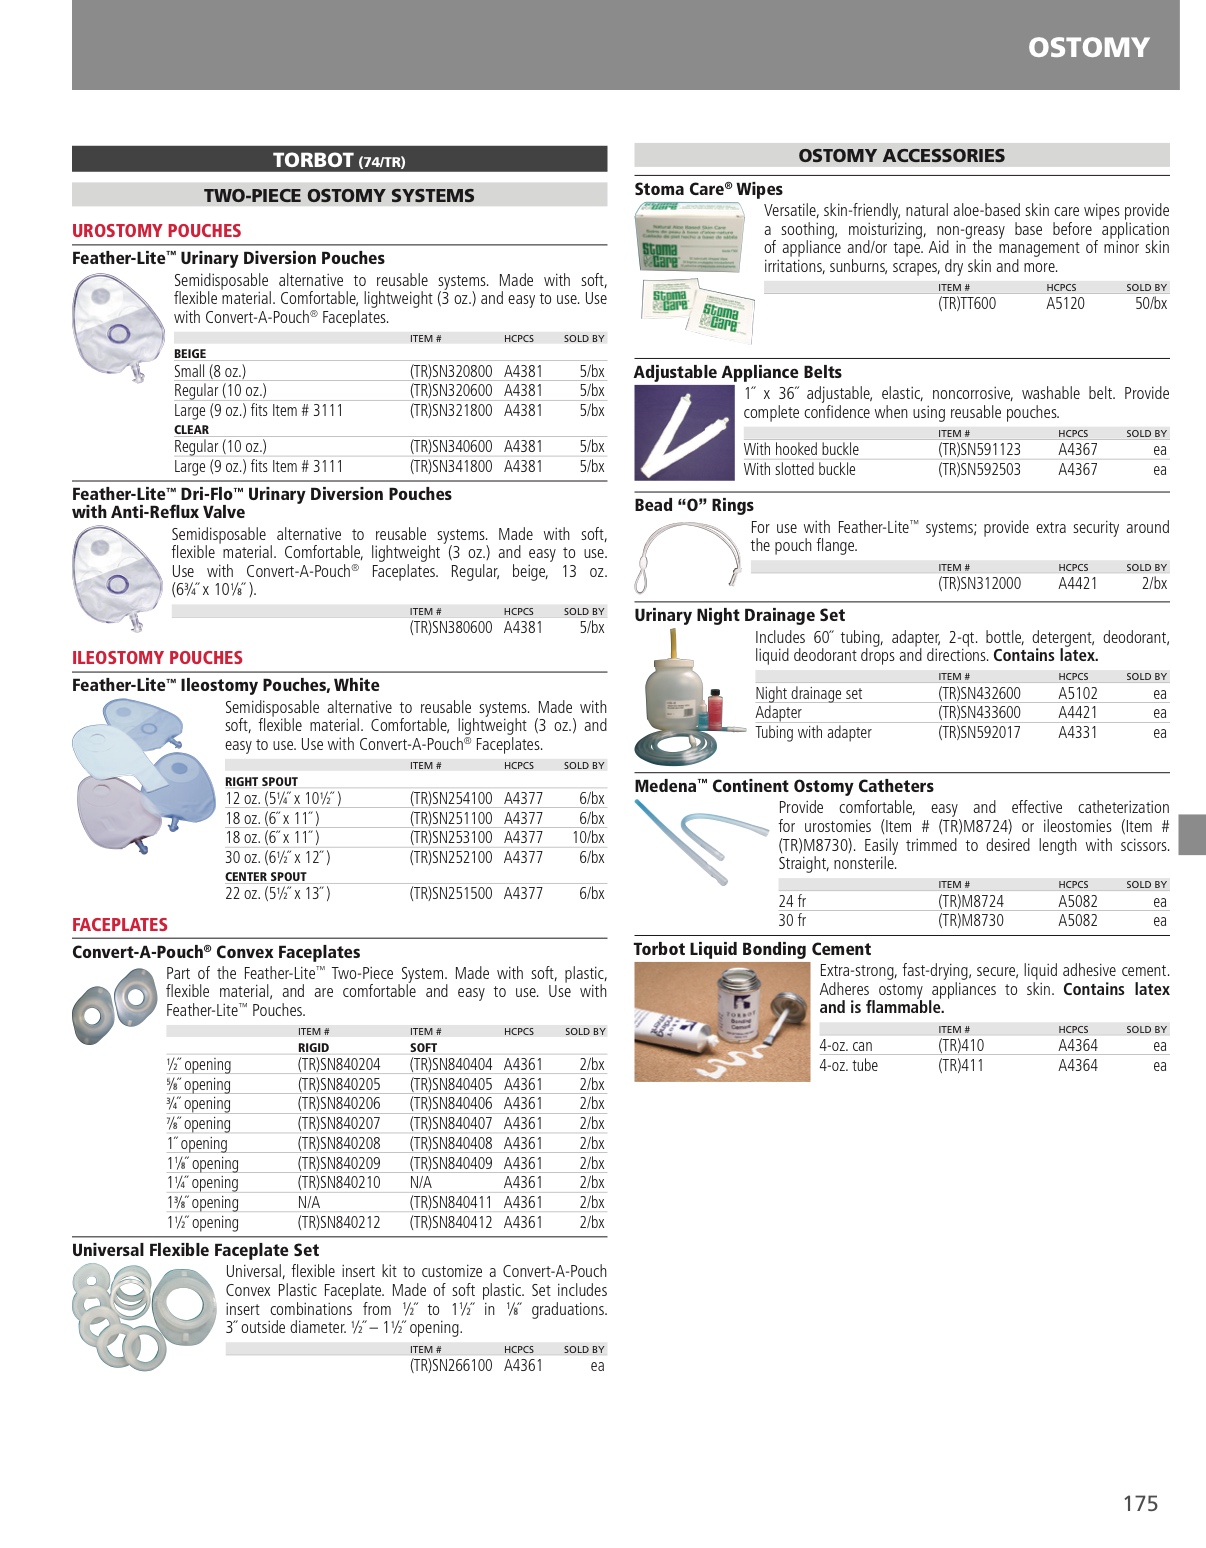 OSTOMY
TORBOT (74/TR)
TWO-PIECE OSTOMY SYSTEMS
UROSTOMY POUCHES
Feather-Lite™ Urinary Diversion Pouches
Semidisposable alternative to reusable systems. Made with soft,
flexible material. Comfortable, lightweight (3 oz.) and easy to use. Use
with Convert-A-Pouch® Faceplates.
ITEM # HCPCS SOLD BY
BEIGE
Small (8 oz.) (TR)SN320800 A4381 5/bx
Regular (10 oz.) (TR)SN320600 A4381 5/bx
Large (9 oz.) fits Item # 3111 (TR)SN321800 A4381 5/bx
CLEAR
Regular (10 oz.) (TR)SN340600 A4381 5/bx
Large (9 oz.) fits Item # 3111 (TR)SN341800 A4381 5/bx
Feather-Lite™ Dri-Flo™ Urinary Diversion Pouches
with Anti-Reflux Valve
Semidisposable alternative to reusable systems. Made with soft,
flexible material. Comfortable, lightweight (3 oz.) and easy to use.
Use with Convert-A-Pouch® Faceplates. Regular, beige, 13 oz.
(6¾˝ x 10⅛˝ ).
ITEM # HCPCS SOLD BY
(TR)SN380600 A4381 5/bx
ILEOSTOMY POUCHES
Feather-Lite™ Ileostomy Pouches, White
Semidisposable alternative to reusable systems. Made with
soft, flexible material. Comfortable, lightweight (3 oz.) and
easy to use. Use with Convert-A-Pouch® Faceplates.
ITEM # HCPCS SOLD BY
RIGHT SPOUT
12 oz. (5¼˝ x 10½˝ ) (TR)SN254100 A4377 6/bx
18 oz. (6˝ x 11˝ ) (TR)SN251100 A4377 6/bx
18 oz. (6˝ x 11˝ ) (TR)SN253100 A4377 10/bx
30 oz. (6½˝ x 12˝ ) (TR)SN252100 A4377 6/bx
CENTER SPOUT
22 oz. (5½˝ x 13˝ ) (TR)SN251500 A4377 6/bx
FACEPLATES
Convert-A-Pouch® Convex Faceplates
Part of the Feather-Lite™ Two-Piece System. Made with soft, plastic,
flexible material, and are comfortable and easy to use. Use with
Feather-Lite™ Pouches.
ITEM # ITEM # HCPCS SOLD BY
RIGID SOFT
½˝ opening (TR)SN840204 (TR)SN840404 A4361 2/bx
⅝˝ opening (TR)SN840205 (TR)SN840405 A4361 2/bx
¾˝ opening (TR)SN840206 (TR)SN840406 A4361 2/bx
⅞˝ opening (TR)SN840207 (TR)SN840407 A4361 2/bx
1˝ opening (TR)SN840208 (TR)SN840408 A4361 2/bx
1⅛˝ opening (TR)SN840209 (TR)SN840409 A4361 2/bx
1¼˝ opening (TR)SN840210 N/A A4361 2/bx
1⅜˝ opening N/A (TR)SN840411 A4361 2/bx
1½˝ opening (TR)SN840212 (TR)SN840412 A4361 2/bx
Universal Flexible Faceplate Set
Universal, flexible insert kit to customize a Convert-A-Pouch
Convex Plastic Faceplate. Made of soft plastic. Set includes
insert combinations from ½˝ to 1½˝ in ⅛˝ graduations.
3˝ outside diameter. ½˝ – 1½˝ opening.
ITEM # HCPCS SOLD BY
(TR)SN266100 A4361 ea
OSTOMY ACCESSORIES
Stoma Care® Wipes
Stoma
Care
Stoma
Care
Stoma
Care
Versatile, skin-friendly, natural aloe-based skin care wipes provide
a soothing, moisturizing, non-greasy base before application
of appliance and/or tape. Aid in the management of minor skin
irritations, sunburns, scrapes, dry skin and more.
ITEM # HCPCS SOLD BY
(TR)TT600 A5120 50/bx
Adjustable Appliance Belts
1˝ x 36˝ adjustable, elastic, noncorrosive, washable belt. Provide
complete confidence when using reusable pouches.
ITEM # HCPCS SOLD BY
With hooked buckle (TR)SN591123 A4367 ea
With slotted buckle (TR)SN592503 A4367 ea
Bead “O” Rings
For use with Feather-Lite™ systems; provide extra security around
the pouch flange.
ITEM # HCPCS SOLD BY
(TR)SN312000 A4421 2/bx
Urinary Night Drainage Set
Includes 60˝ tubing, adapter, 2-qt. bottle, detergent, deodorant,
liquid deodorant drops and directions. Contains latex.
ITEM # HCPCS SOLD BY
Night drainage set (TR)SN432600 A5102 ea
Adapter (TR)SN433600 A4421 ea
Tubing with adapter (TR)SN592017 A4331 ea
Medena™ Continent Ostomy Catheters
Provide comfortable, easy and effective catheterization
for urostomies (Item # (TR)M8724) or ileostomies (Item #
(TR)M8730). Easily trimmed to desired length with scissors.
Straight, nonsterile.
ITEM # HCPCS SOLD BY
24 fr (TR)M8724 A5082 ea
30 fr (TR)M8730 A5082 ea
Torbot Liquid Bonding Cement
TORBOT
Bonding
Cement
Extra-strong, fast-drying, secure, liquid adhesive cement.
Adheres ostomy appliances to skin. Contains latex
and is flammable.
ITEM # HCPCS SOLD BY
4-oz. can (TR)410 A4364 ea
4-oz. tube (TR)411 A4364 ea
175